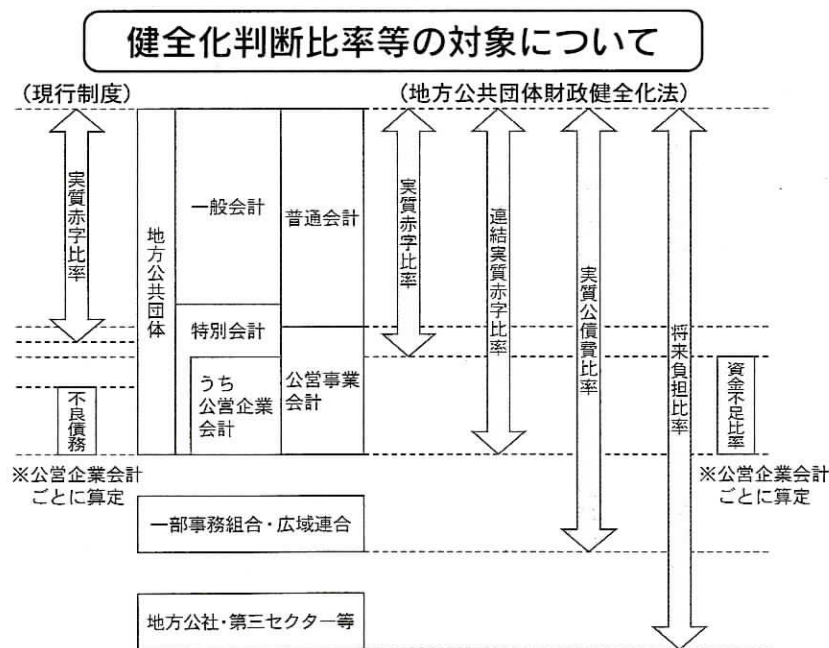 健全化判断比率等の対象について
(現行制度)
(地方公共団体財政健全化法)
実質赤字比率
不良債務
※公営企業会計
ごとに算定
地方公共団体
一般会計
特別会計
うち
公営企業
会計
普通会計
公営事業
会計
一部事務組合・広域連合
地方公社・第三セクター等
実質赤字比率
連結実質赤字比率
実質公債費比率
将来負担比率
資金不足比率
※公営企業会計
ごとに算定